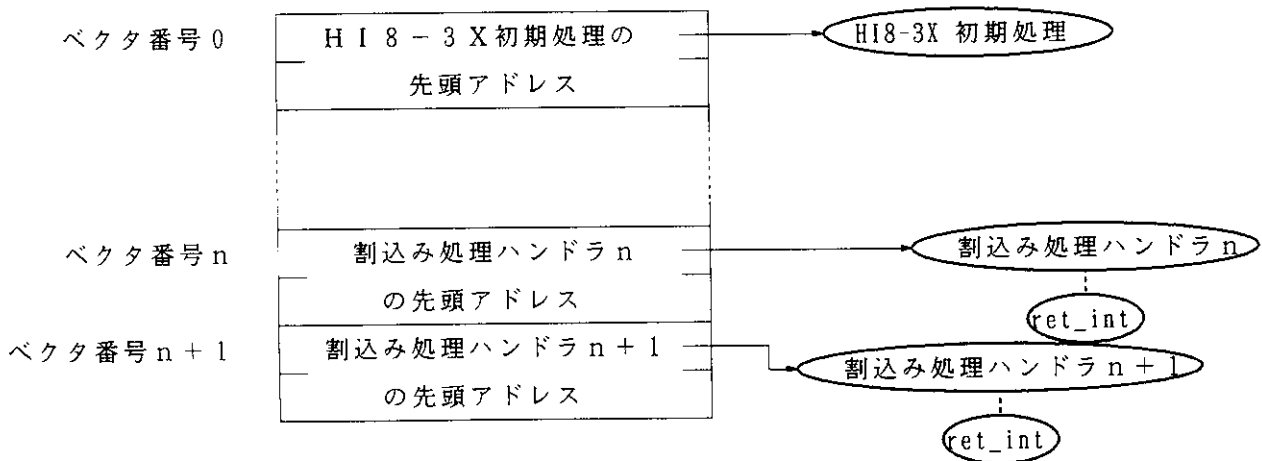 ベクタ番号0
HI8-3X初期処理の
先頭アドレス
HI8-3X 初期処理
ベクタ番号n
割込み処理ハンドラn
の先頭アドレス
割込み処理ハンドラn
ret_int
ベクタ番号n+1
割込み処理ハンドラn+1
の先頭アドレス
割込み処理ハンドラn+1
ret_int